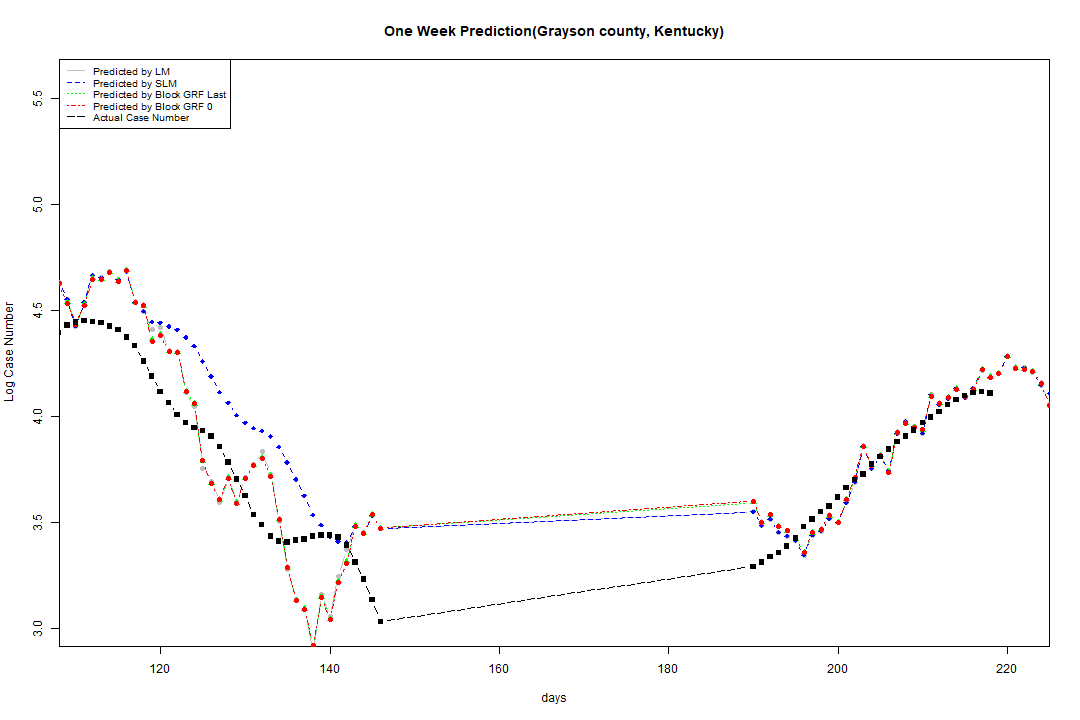 One Week Prediction(Grayson county, Kentucky)
Predicted by LM
Predicted by SLM
Predicted by Block GRF Last
Predicted by Block GRF 0
Actual Case Number
5.5
5.0
4.5
4.0
3.5
3.0
Log Case Number
120 140 160 180 200 220
days